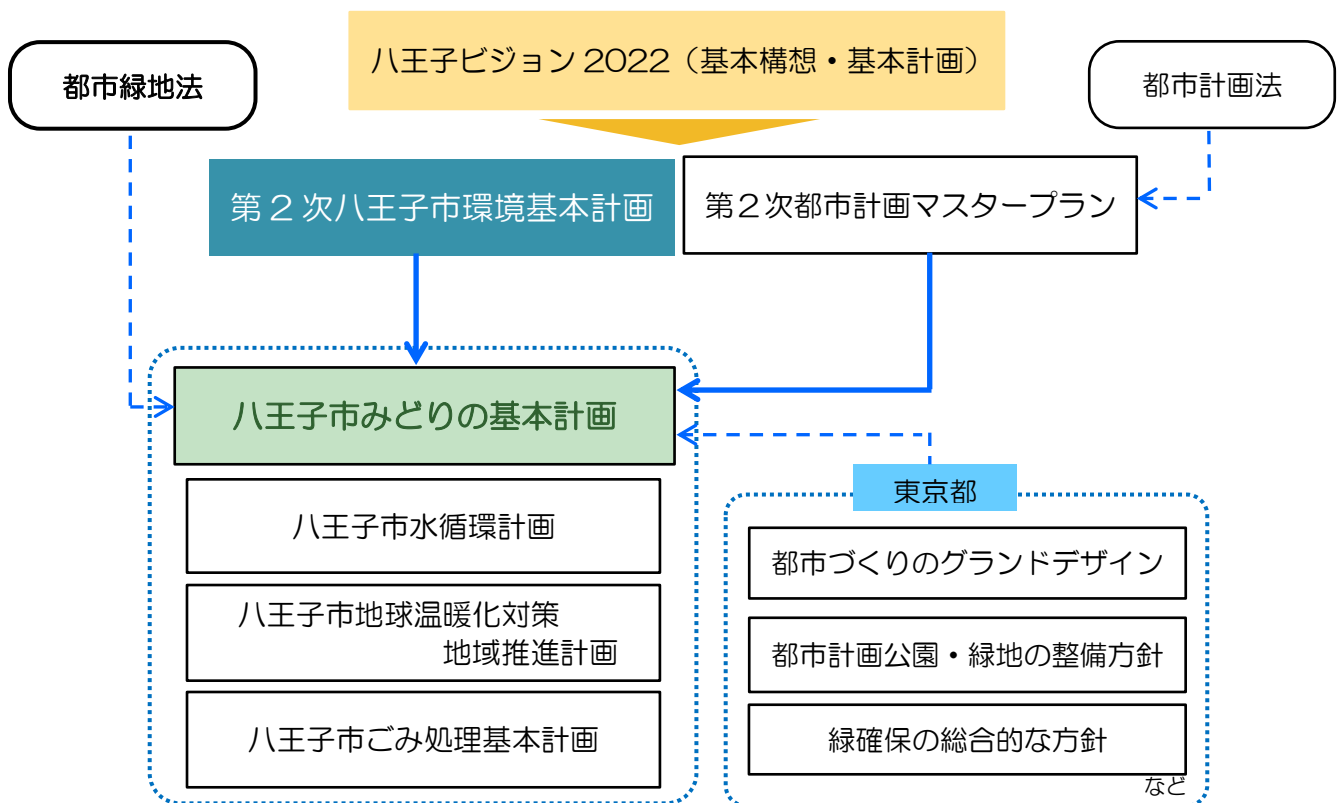 八王子ビジョン 2022（基本構想・基本計画）
都市緑地法
都市計画法
第２次八王子市環境基本計画
第２次都市計画マスタープラン
八王子市みどりの基本計画
八王子市水循環計画
八王子市地球温暖化対策
地域推進計画
八王子市ごみ処理基本計画
東京都
都市づくりのグランドデザイン
都市計画公園・緑地の整備方針
緑確保の総合的な方針
など